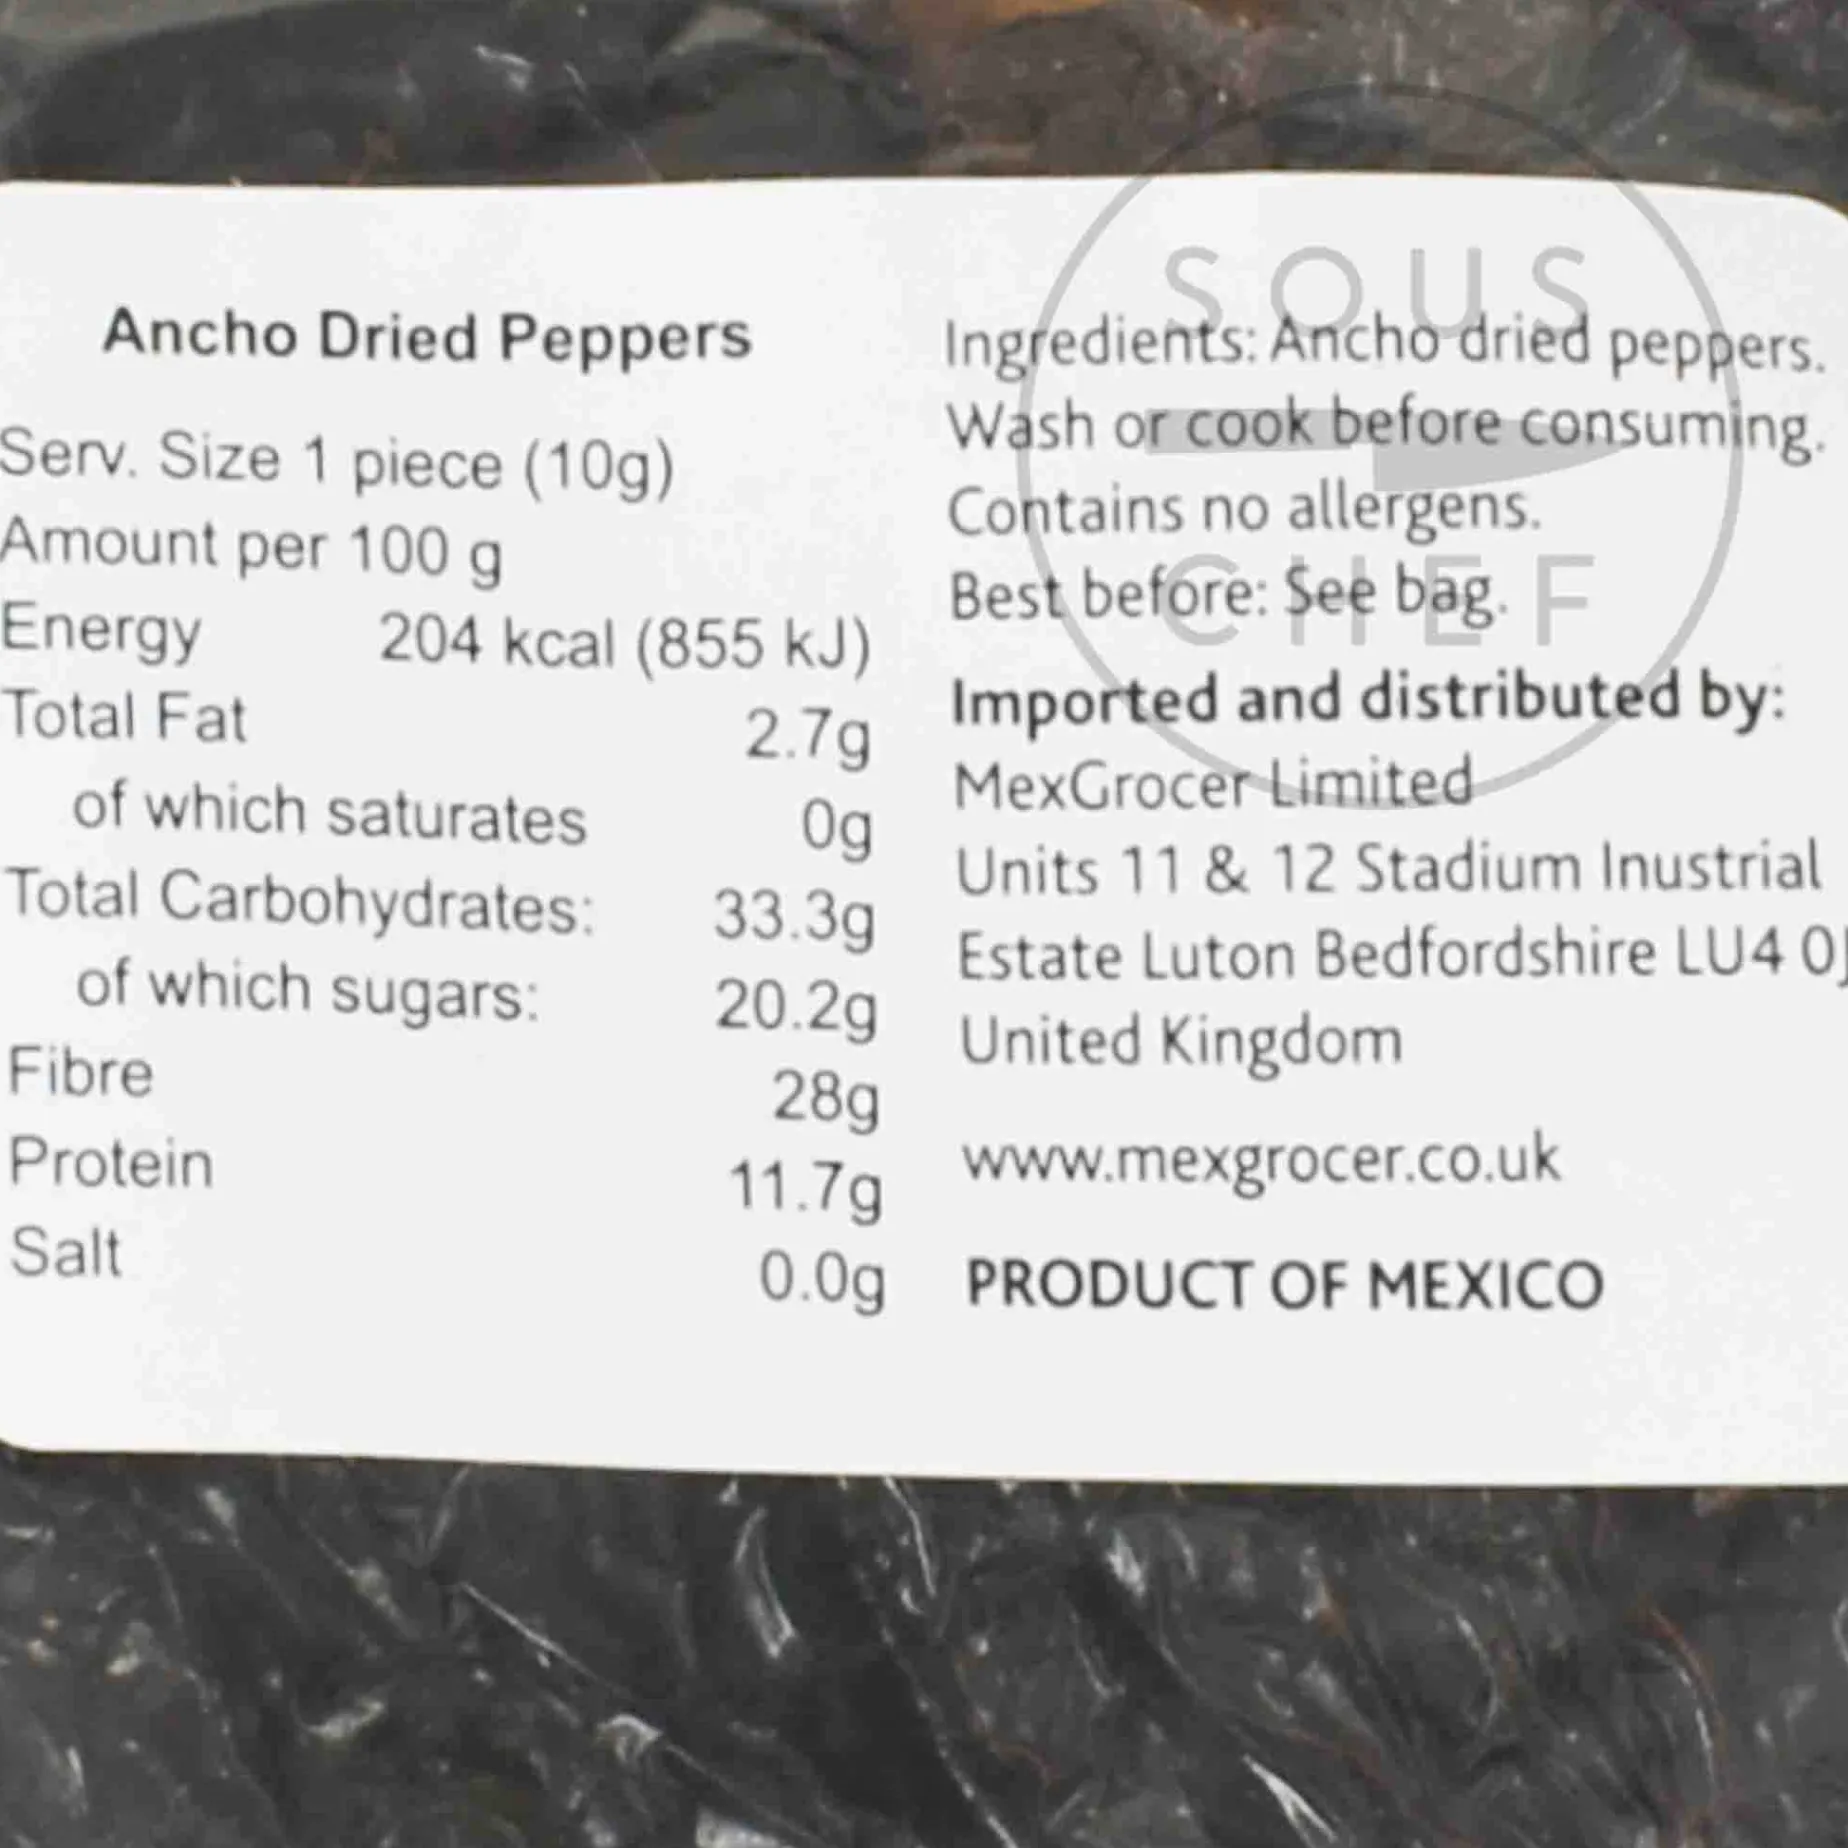 Ancho Dried Peppers
Serv. Size 1 piece (10g)
Amount per 100 g
Energy 204 kcal (855 kJ)
Total Fat 2.7g
of which saturates 0g
Total Carbohydrates: 33.3g
of which sugars: 20.2g
Fibre 28g
Protein 11.7g
Salt 0.0g
Ingredients: Ancho dried peppers.
Wash or cook before consuming.
Contains no allergens.
Best before: See bag.
Imported and distributed by:
MexGrocer Limited
Units 11 & 12 Stadium Inustrial
Estate Luton Bedfordshire LU4
United Kingdom
www.mexgrocer.co.uk
PRODUCT OF MEXICO
SOUS
CHEF